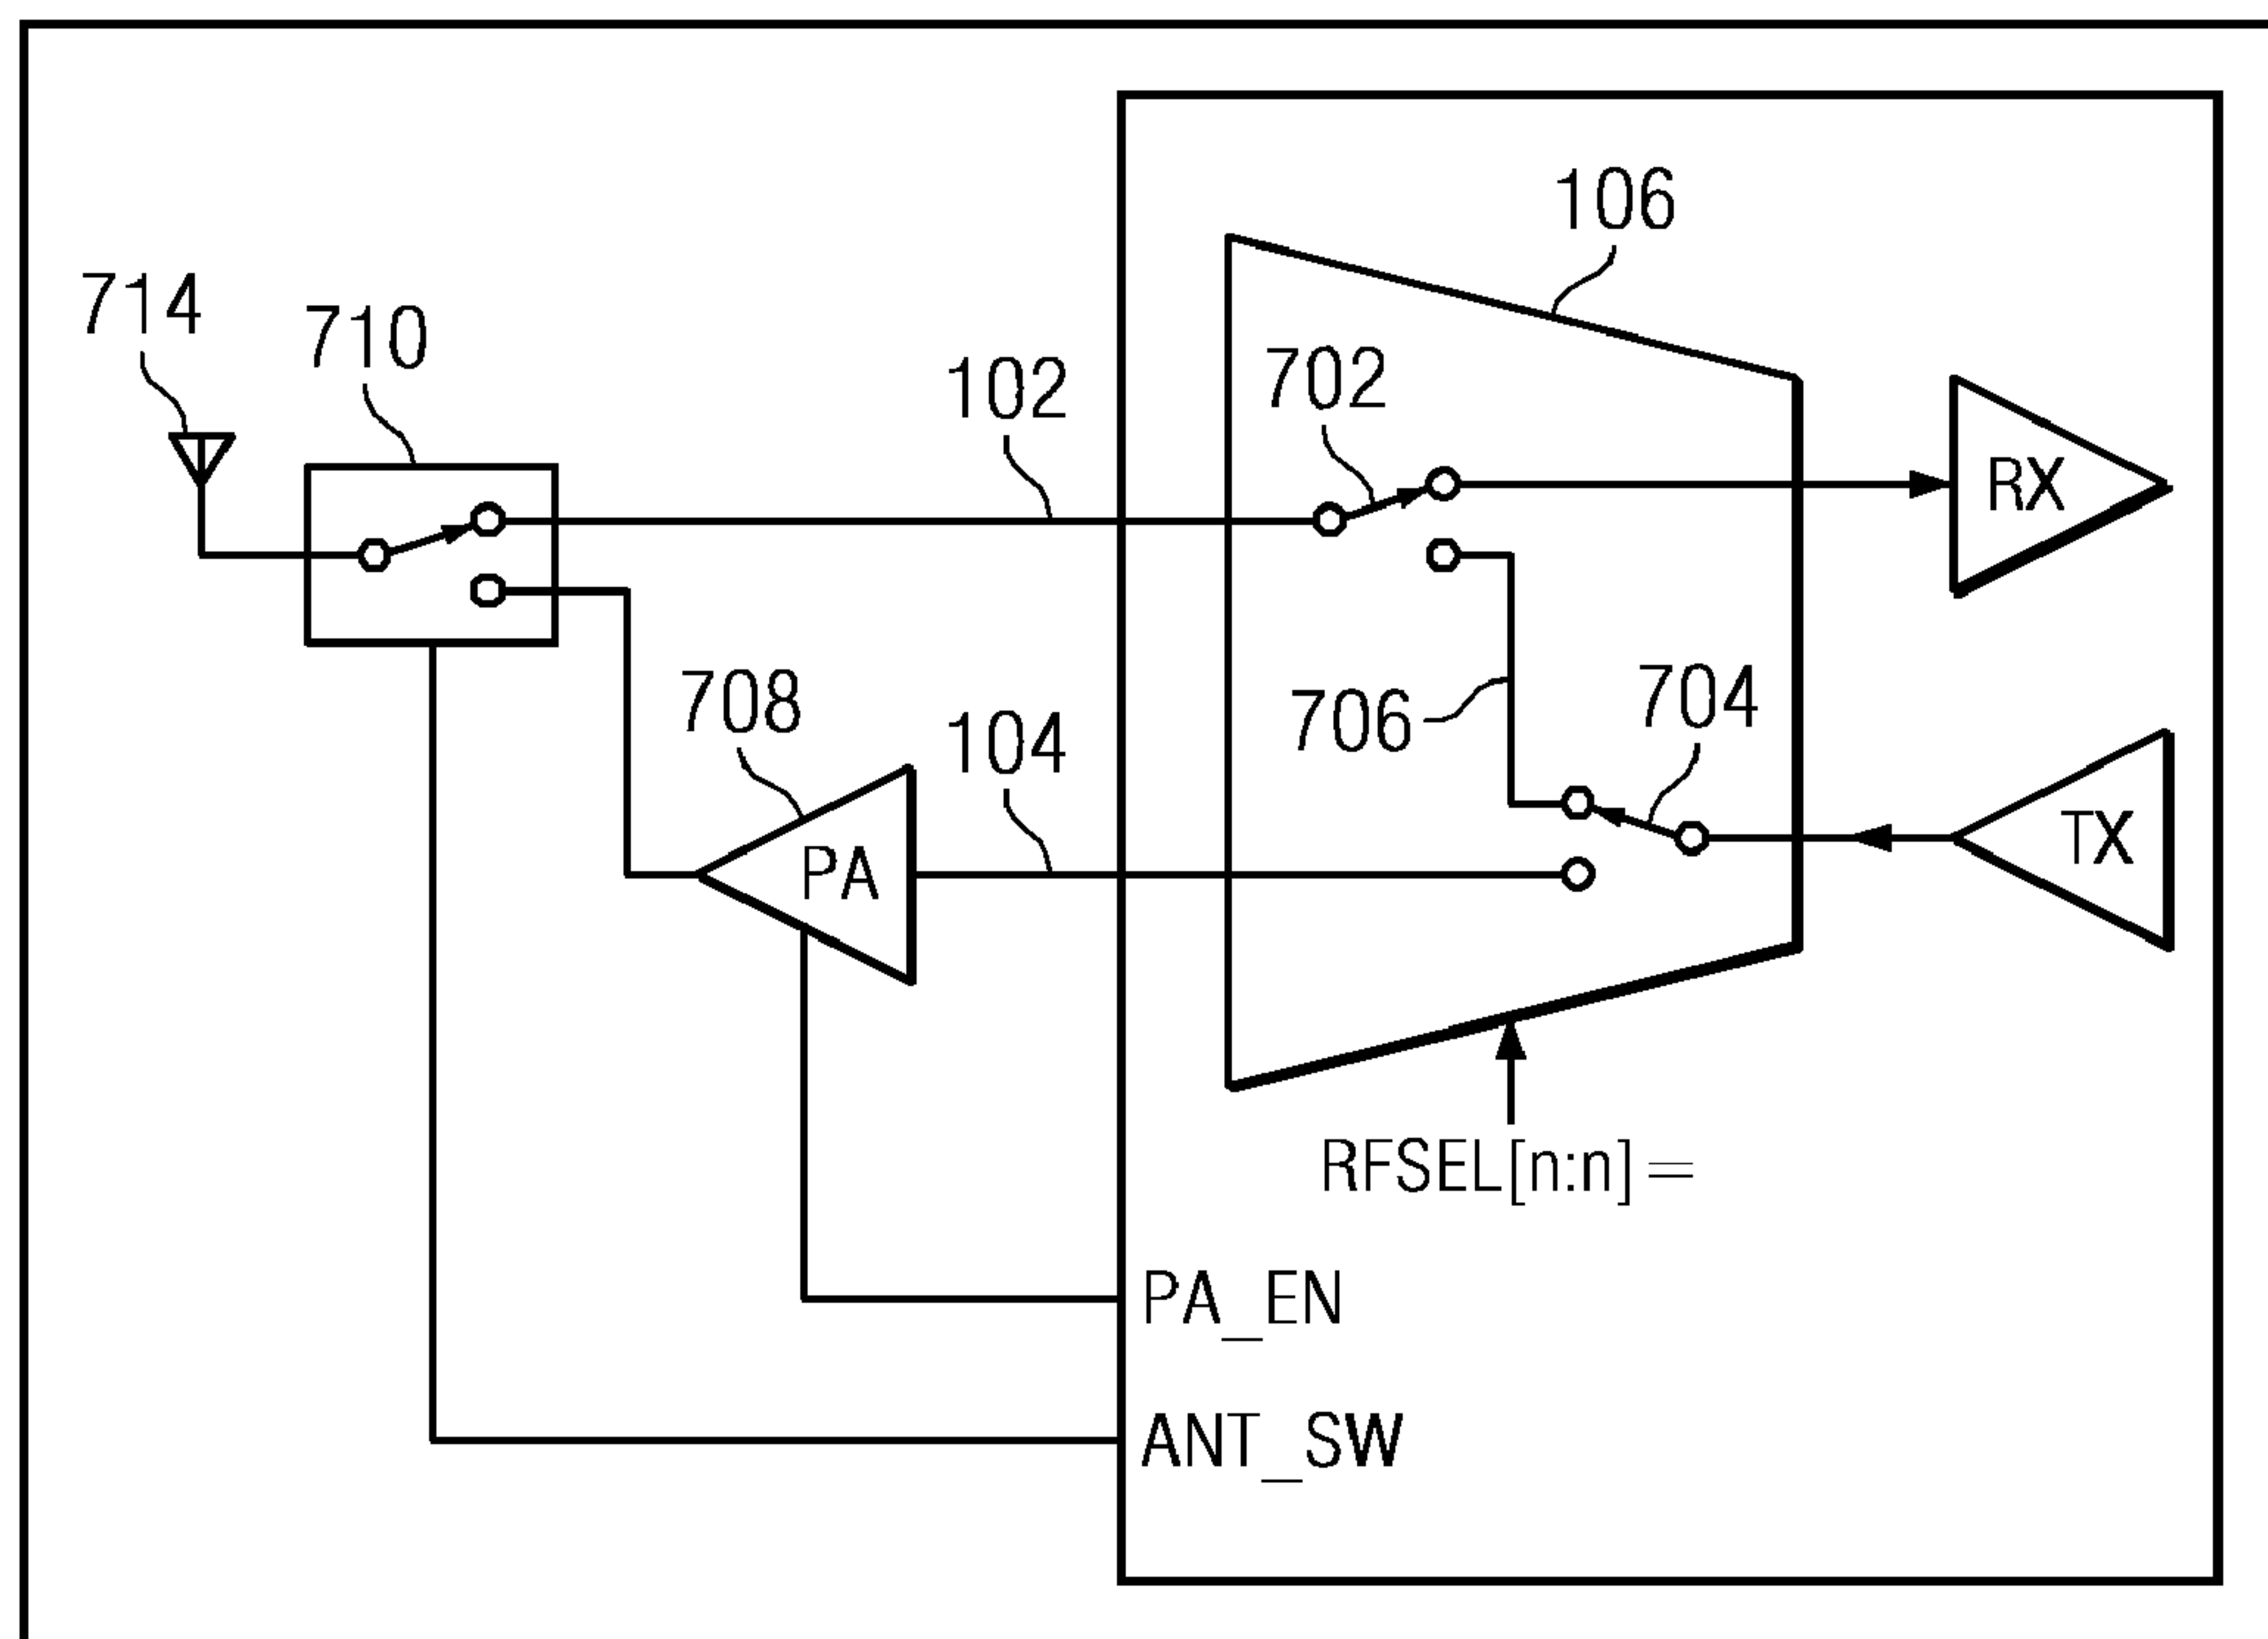 106
714
710
102
702
RX
708
104
706
704
PA
TX
RFSEL[n:n]=
PA_EN
ANT_SW